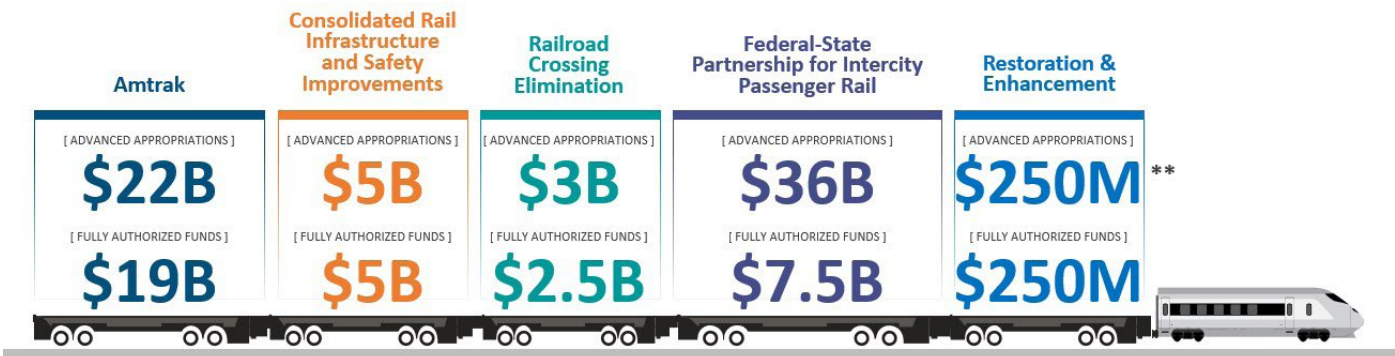 Amtrak
[ ADVANCED APPROPRIATIONS ]
$22B
[ FULLY AUTHORIZED FUNDS ]
$19B
Consolidated Rail
Infrastructure
and Safety
Improvements
[ ADVANCED APPROPRIATIONS ]
$5B
[ FULLY AUTHORIZED FUNDS ]
$5B
Railroad
Crossing
Elimination
[ ADVANCED APPROPRIATIONS ]
$3B
[ FULLY AUTHORIZED FUNDS ]
$2.5B
Federal-State
Partnership for Intercity
Passenger Rail
[ ADVANCED APPROPRIATIONS ]
$36B
[ FULLY AUTHORIZED FUNDS ]
$7.5B
Restoration &
Enhancement
[ ADVANCED APPROPRIATIONS ]
$250M **
[ FULLY AUTHORIZED FUNDS ]
$250M